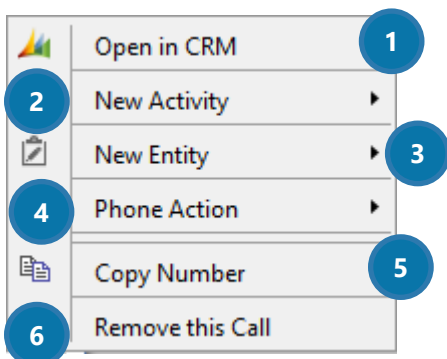 Open in CRM 1
2 New Activity
New Entity 3
4 Phone Action
Copy Number 5
6 Remove this Call